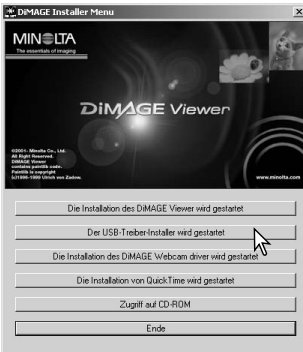 DiMAGE Installer Menu
MINOLTA
The essentials of imaging
DiMAGE Viewer
©2001- Minolta Co., Ltd.
All Right Reserved.
DiMAGE Viewer
contains paintlib code.
Paintlib is copyright
(c)1996-1999 Ulrich von Zadow.
www.minolta.com
Die Installation des DiMAGE Viewer wird gestartet
Der USB-Treiber-Installer wird gestartet
Die Installation des DiMAGE Webcam driver wird gestartet
Die Installation von QuickTime wird gestartet
Zugriff auf CD-ROM
Ende